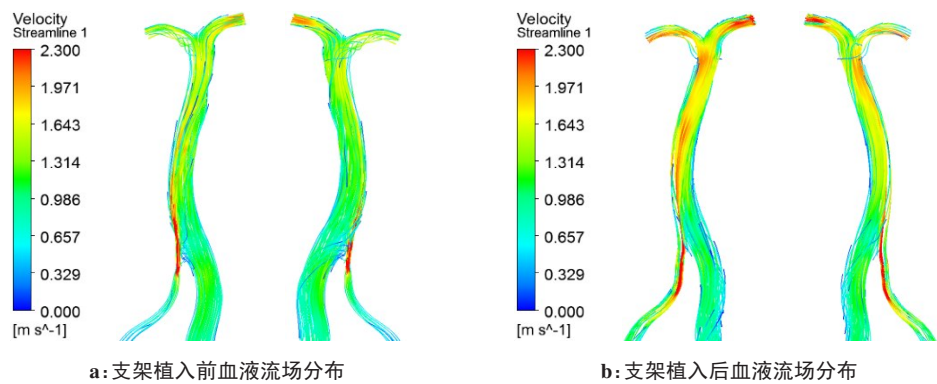 Velocity
Streamline 1
2.300
1.971
1.643
1.314
0.986
0.657
0.329
0.000
[m s^-1]
a:支架植入前血液流场分布
Velocity
Streamline 1
2.300
1.971
1.643
1.314
0.986
0.657
0.329
0.000
[m s^-1]
b:支架植入后血液流场分布